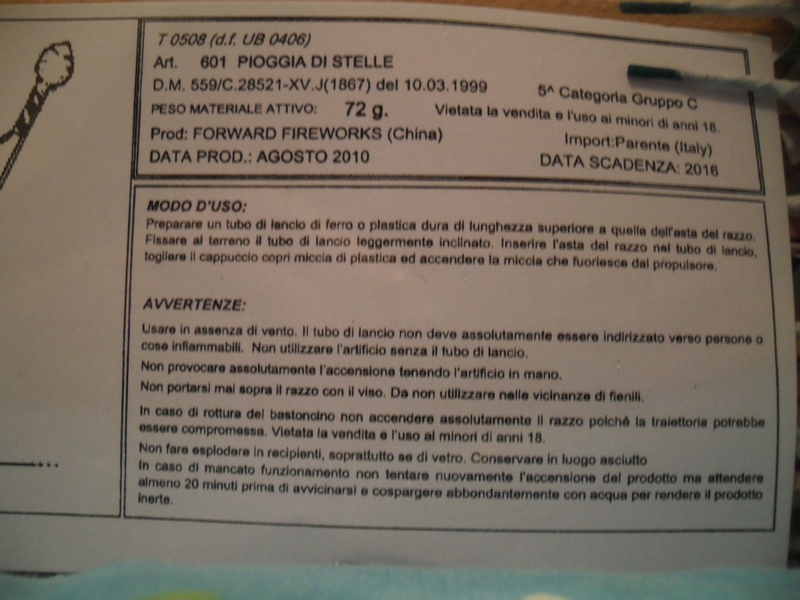 T 0508 (d.f. UB 0406)
Art. 601 PIOGGIA DI STELLE
D.M. 559/C.28521-XV.J(1867) del 10.03.1999
5^ Categoria Gruppo C
PESO MATERIALE ATTIVO: 72 g.
Vietata la vendita e l'uso ai minori di anni 18.
Prod: FORWARD FIREWORKS (China)
Import:Parente (Italy)
DATA PROD.: AGOSTO 2010
DATA SCADENZA: 2016
MODO D'USO:
Preparare un tubo di lancio di ferro o plastica dura di lunghezza superiore a quella dell'asta del razzo.
Fissare al terreno il tubo di lancio leggermente inclinato. Inserire l'asta del razzo nel tubo di lancio,
togliere il cappuccio copri miccia di plastica ed accendere la miccia che fuoriesce dal propulsore.
AVVERTENZE:
Usare in assenza di vento. Il tubo di lancio non deve assolutamente essere indirizzato verso persone o
cose infiammabili. Non utilizzare l'artificio senza il tubo di lancio.
Non provocare assolutamente l'accensione tenendo l'artificio in mano.
Non portarsi mai sopra il razzo con il viso. Da non utilizzare nelle vicinanze di fienili.
In caso di rottura del bastoncino non accendere assolutamente il razzo poichè la traiettoria potrebbe
essere compromessa. Vietata la vendita e l'uso ai minori di anni 18.
Non fare esplodere in recipienti, soprattutto se di vetro. Conservare in luogo asciutto
In caso di mancato funzionamento non tentare nuovamente l'accensione del prodotto ma attendere
almeno 20 minuti prima di avvicinarsi e cospargere abbondantemente con acqua per rendere il prodotto
inerte.